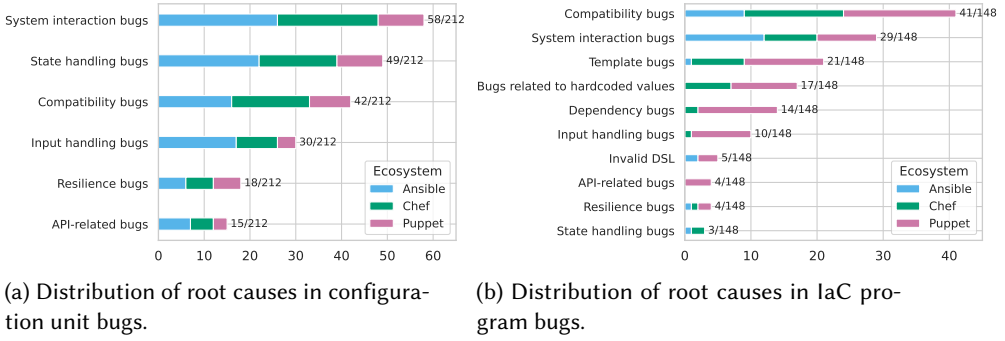 System interaction bugs
58/212
State handling bugs
49/212
Compatibility bugs
42/212
Input handling bugs
30/212
Resilience bugs
18/212
API-related bugs
15/212
Ecosystem
Ansible
Chef
Puppet
0 10 20 30 40 50 60
(a) Distribution of root causes in configura-
tion unit bugs.
Compatibility bugs
41/148
System interaction bugs
29/148
Template bugs
21/148
Bugs related to hardcoded values
17/148
Dependency bugs
14/148
Input handling bugs
10/148
Invalid DSL
5/148
API-related bugs
4/148
Resilience bugs
4/148
State handling bugs
3/148
Ecosystem
Ansible
Chef
Puppet
0 10 20 30 40
(b) Distribution of root causes in IaC pro-
gram bugs.